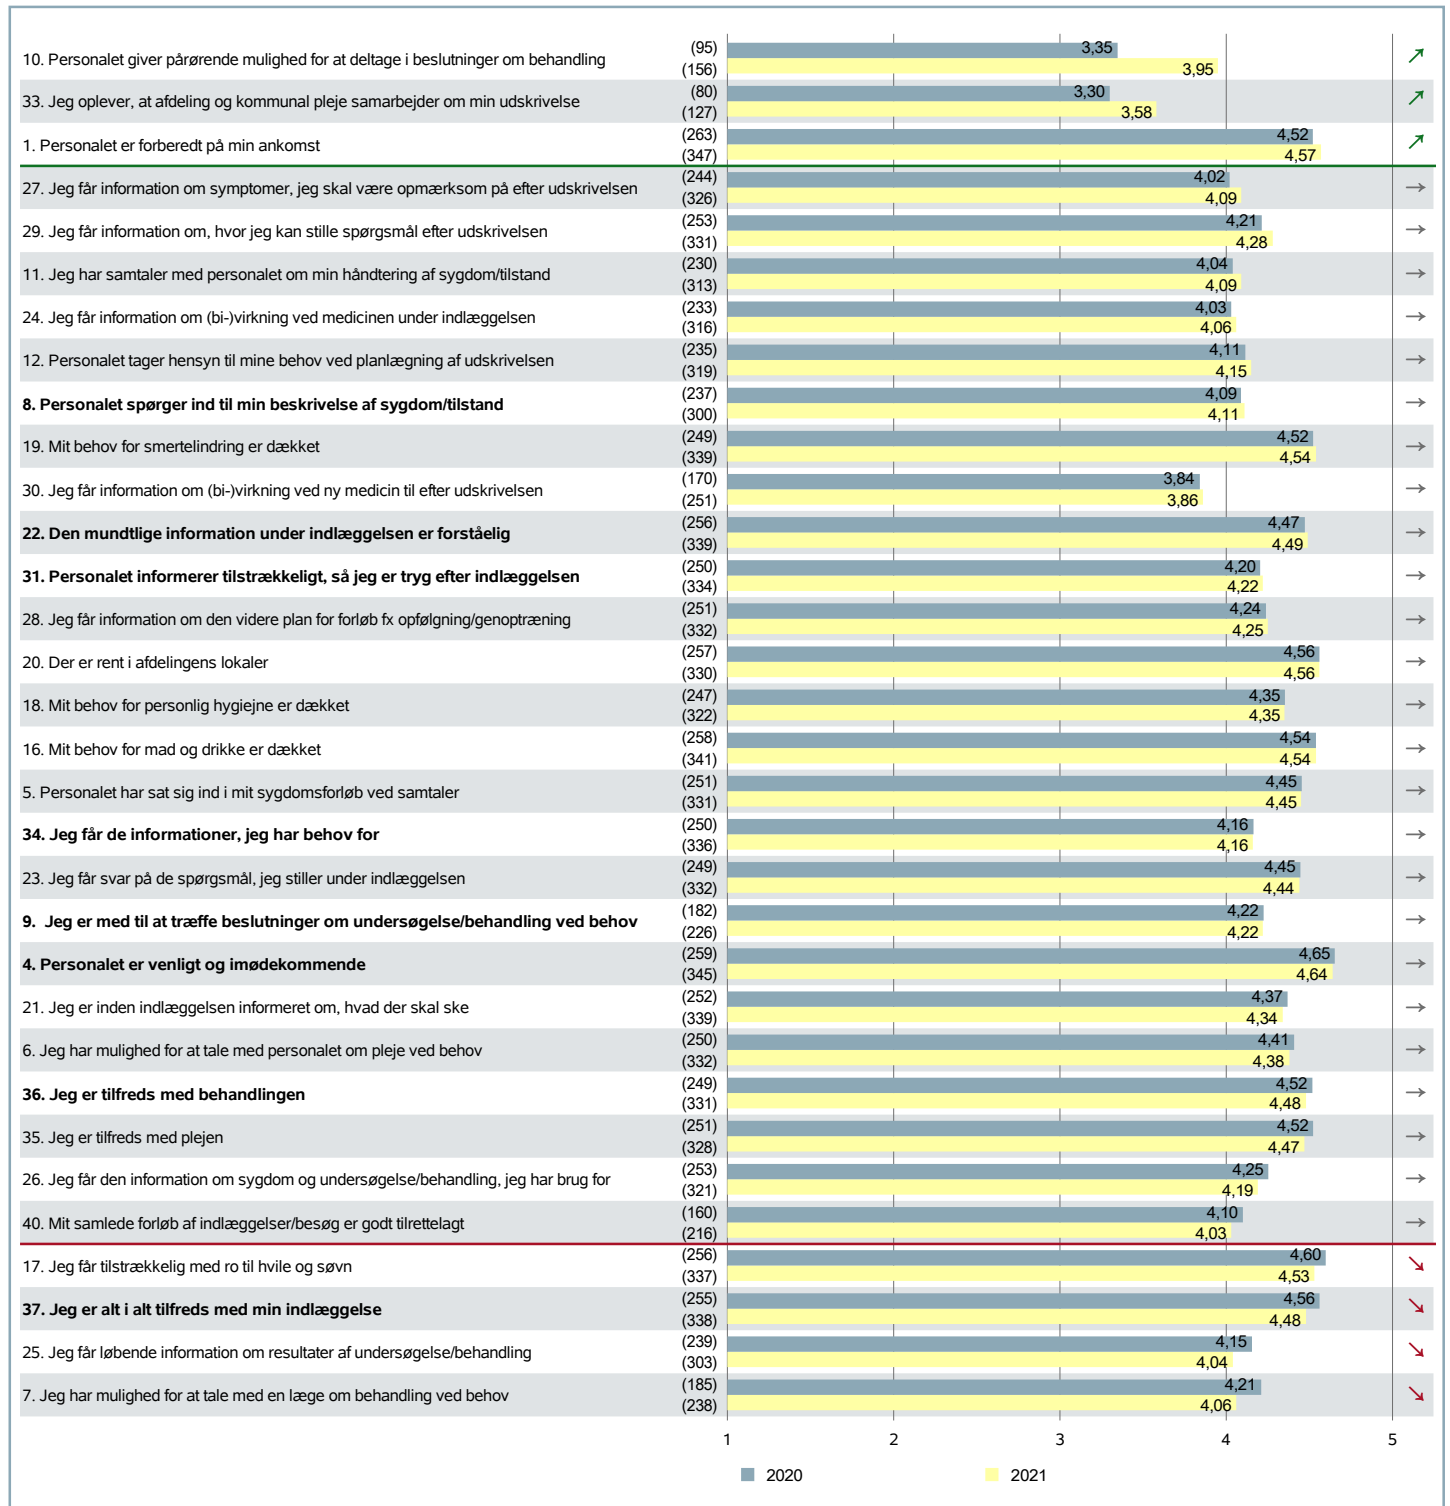 10. Personalet giver pårørende mulighed for at deltage i beslutninger om behandling (95) 3,35 ↗
(156) 3,95
33. Jeg oplever, at afdeling og kommunal pleje samarbejder om min udskrivelse (80) 3,30 ↗
(127) 3,58
1. Personalet er forberedt på min ankomst (263) 4,52 ↗
(347) 4,57
27. Jeg får information om symptomer, jeg skal være opmærksom på efter udskrivelsen (244) 4,02 →
(326) 4,09
29. Jeg får information om, hvor jeg kan stille spørgsmål efter udskrivelsen (253) 4,21 →
(331) 4,28
11. Jeg har samtaler med personalet om min håndtering af sygdom/tilstand (230) 4,04 →
(313) 4,09
24. Jeg får information om (bi-)virkning ved medicinen under indlæggelsen (233) 4,03 →
(316) 4,06
12. Personalet tager hensyn til mine behov ved planlægning af udskrivelsen (235) 4,11 →
(319) 4,15
8. Personalet spørger ind til min beskrivelse af sygdom/tilstand (237) 4,09 →
(300) 4,11
19. Mit behov for smertelindring er dækket (249) 4,52 →
(339) 4,54
30. Jeg får information om (bi-)virkning ved ny medicin til efter udskrivelsen (170) 3,84 →
(251) 3,86
22. Den mundtlige information under indlæggelsen er forståelig (256) 4,47 →
(339) 4,49
31. Personalet informerer tilstrækkeligt, så jeg er tryg efter indlæggelsen (250) 4,20 →
(334) 4,22
28. Jeg får information om den videre plan for forløb fx opfølgning/genoptræning (251) 4,24 →
(332) 4,25
20. Der er rent i afdelingens lokaler (257) 4,56 →
(330) 4,56
18. Mit behov for personlig hygiejne er dækket (247) 4,35 →
(322) 4,35
16. Mit behov for mad og drikke er dækket (258) 4,54 →
(341) 4,54
5. Personalet har sat sig ind i mit sygdomsforløb ved samtaler (251) 4,45 →
(331) 4,45
34. Jeg får de informationer, jeg har behov for (250) 4,16 →
(336) 4,16
23. Jeg får svar på de spørgsmål, jeg stiller under indlæggelsen (249) 4,45 →
(332) 4,44
9. Jeg er med til at træffe beslutninger om undersøgelse/behandling ved behov (182) 4,22 →
(226) 4,22
4. Personalet er venligt og imødekommende (259) 4,65 →
(345) 4,64
21. Jeg er inden indlæggelsen informeret om, hvad der skal ske (252) 4,37 →
(339) 4,34
6. Jeg har mulighed for at tale med personalet om pleje ved behov (250) 4,41 →
(332) 4,38
36. Jeg er tilfreds med behandlingen (249) 4,52 →
(331) 4,48
35. Jeg er tilfreds med plejen (251) 4,52 →
(328) 4,47
26. Jeg får den information om sygdom og undersøgelse/behandling, jeg har brug for (253) 4,25 →
(321) 4,19
40. Mit samlede forløb af indlæggelser/besøg er godt tilrettelagt (160) 4,10 →
(216) 4,03
17. Jeg får tilstrækkelig med ro til hvile og søvn (256) 4,60 ↘
(337) 4,53
37. Jeg er alt i alt tilfreds med min indlæggelse (255) 4,56 ↘
(338) 4,48
25. Jeg får løbende information om resultater af undersøgelse/behandling (239) 4,15 ↘
(303) 4,04
7. Jeg har mulighed for at tale med en læge om behandling ved behov (185) 4,21 ↘
(238) 4,06
1 2 3 4 5
2020 2021